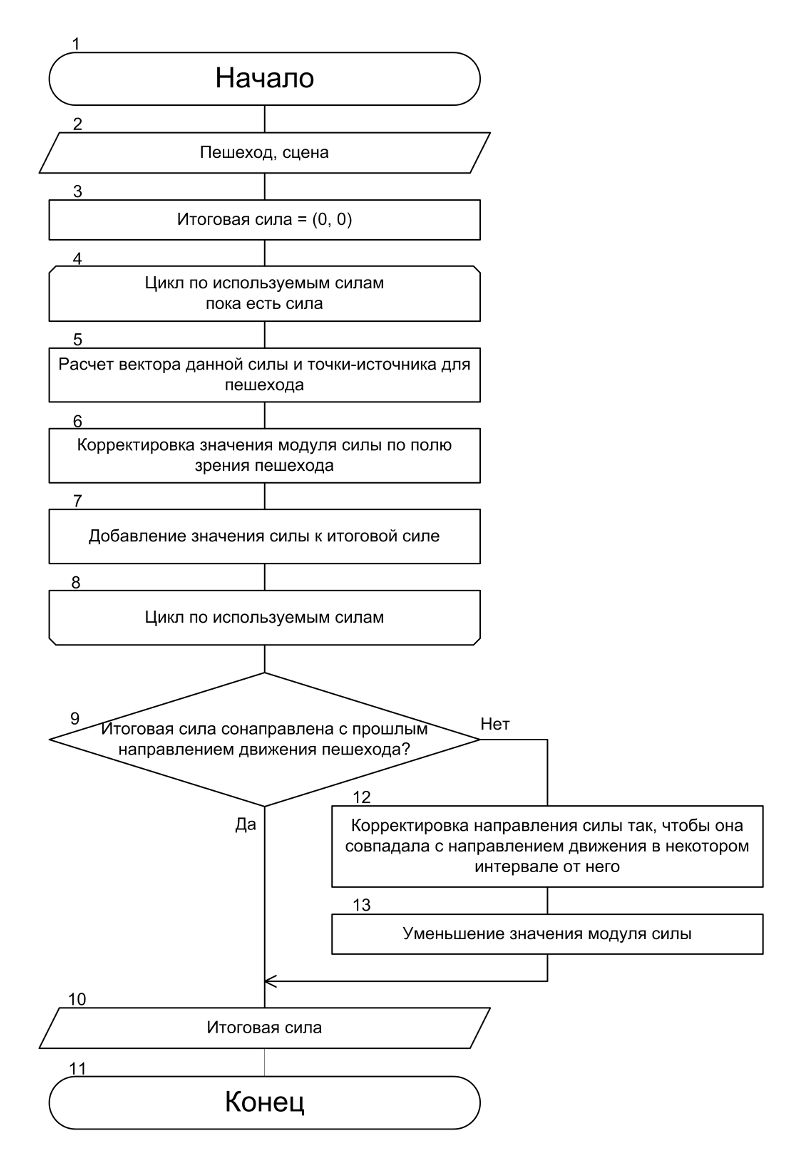 1
Начало
2
Пешеход, сцена
3
Итоговая сила = (0, 0)
4
Цикл по используемым силам
пока есть сила
5
Расчет вектора данной силы и точки-источника для
пешехода
6
Корректировка значения модуля силы по полю
зрения пешехода
7
Добавление значения силы к итоговой силе
8
Цикл по используемым силам
9
Итоговая сила сонаправлена с прошлым
направлением движения пешехода?
Нет
Да
12
Корректировка направления силы так, чтобы она
совпадала с направлением движения в некотором
интервале от него
13
Уменьшение значения модуля силы
10
Итоговая сила
11
Конец